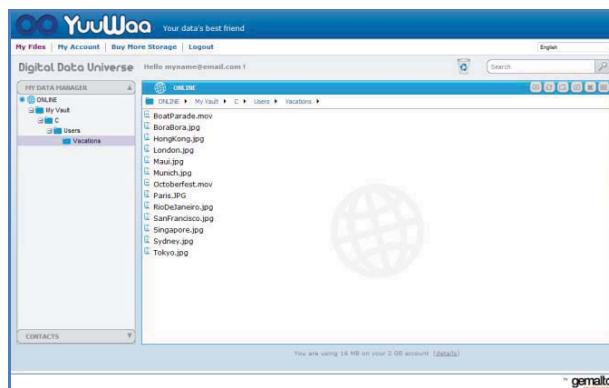 YuuWaa Your data's best friend
My Files | My Account | Buy More Storage | Logout
English
Digital Data Universe
Hello myname@email.com !
Search
MY DATA MANAGER
ONLINE
ONLINE
My Vault
C
Users
Vacations
ONLINE My Vault C Users Vacations
BoatParade.mov
BoraBora.jpg
HongKong.jpg
London.jpg
Maui.jpg
Munich.jpg
Octoberfest.mov
Paris.JPG
RioDeJaneiro.jpg
SanFrancisco.jpg
Singapore.jpg
Sydney.jpg
Tokyo.jpg
CONTACTS
You are using 16 MB on your 2 GB account (details)
gemalto